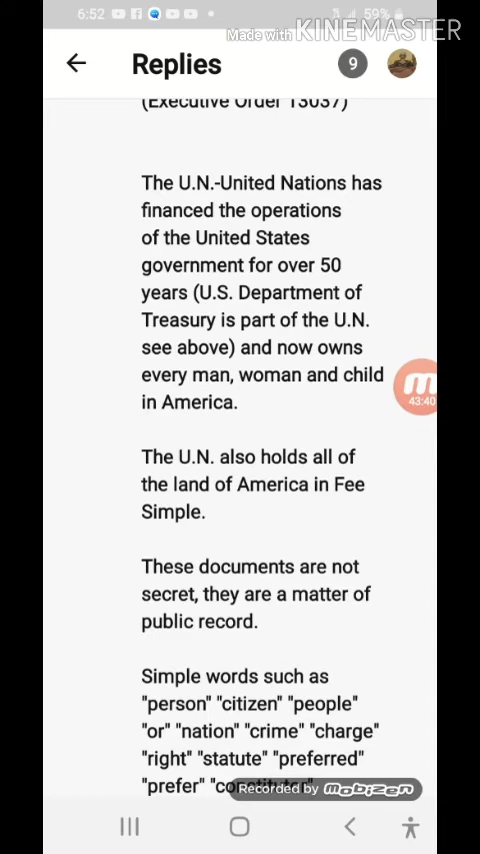 6:52
59%
Made with KINEMASTER
Replies
9
(Executive Order 13037)
The U.N.-United Nations has
financed the operations
of the United States
government for over 50
years (U.S. Department of
Treasury is part of the U.N.
see above) and now owns
every man, woman and child
in America.
43:40
The U.N. also holds all of
the land of America in Fee
Simple.
These documents are not
secret, they are a matter of
public record.
Simple words such as
"person" "citizen" "people"
"or" "nation" "crime" "charge"
"right" "statute" "preferred"
"prefer" "constitutor"
Recorded by mobizen